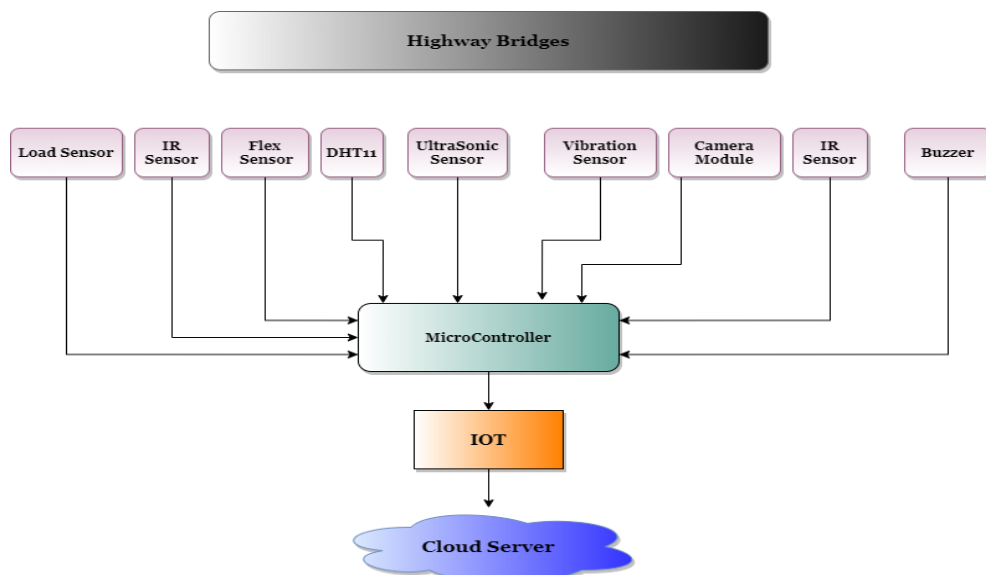 Highway Bridges
Load Sensor
IR
Sensor
Flex
Sensor
DHT11
UltraSonic
Sensor
Vibration
Sensor
Camera
Module
IR
Sensor
Buzzer
MicroController
IOT
Cloud Server